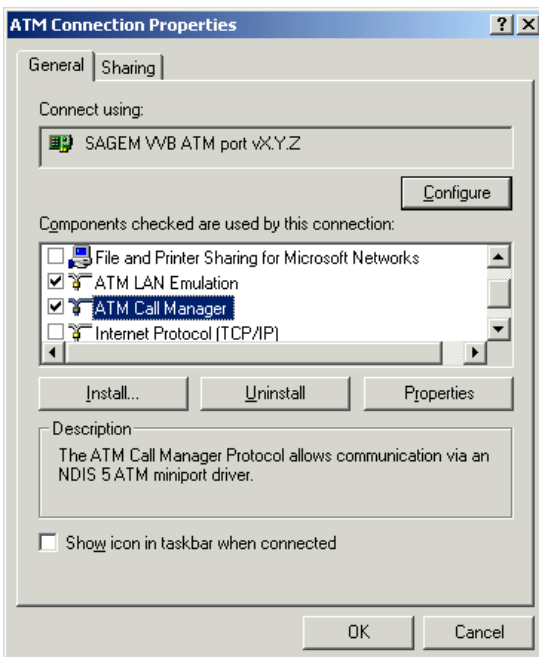 ATM Connection Properties
General
Sharing
Connect using:
SAGEM VVB ATM port vX.Y.Z
Configure
Components checked are used by this connection:
File and Printer Sharing for Microsoft Networks
ATM LAN Emulation
ATM Call Manager
Internet Protocol (TCP/IP)
Install...
Uninstall
Properties
Description
The ATM Call Manager Protocol allows communication via an
NDIS 5 ATM miniport driver.
Show icon in taskbar when connected
OK
Cancel